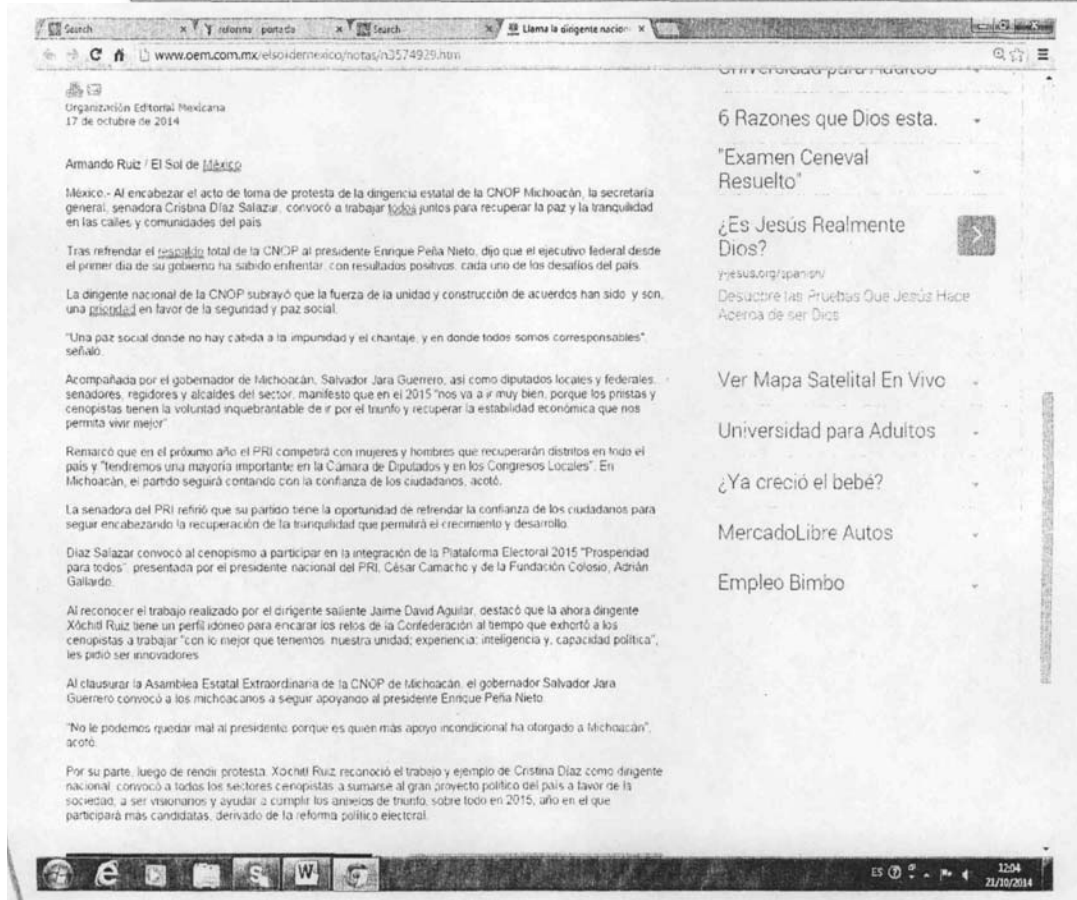 Search
reforma portada
Search
Llama la dirigente nacion
www.oem.com.mx/elsoldemexico/notas/n3574929.htm
Organización Editorial Mexicana
17 de octubre de 2014
Armando Ruiz / El Sol de México
México.- Al encabezar el acto de toma de protesta de la dirigencia estatal de la CNOP Michoacán, la secretaria
general, senadora Cristina Díaz Salazar, convocó a trabajar todos juntos para recuperar la paz y la tranquilidad
en las calles y comunidades del país.
Tras refrendar el respaldo total de la CNOP al presidente Enrique Peña Nieto, dijo que el ejecutivo federal desde
el primer día de su gobierno ha sabido enfrentar, con resultados positivos, cada uno de los desafíos del país.
La dirigente nacional de la CNOP subrayó que la fuerza de la unidad y construcción de acuerdos han sido y son,
una prioridad en favor de la seguridad y paz social.
"Una paz social donde no hay cabida a la impunidad y el chantaje, y en donde todos somos corresponsables",
señaló.
Acompañada por el gobernador de Michoacán, Salvador Jara Guerrero, así como diputados locales y federales,
senadores, regidores y alcaldes del sector, manifestó que en el 2015 "nos va a ir muy bien, porque los priistas y
cenopistas tienen la voluntad inquebrantable de ir por el triunfo y recuperar la estabilidad económica que nos
permita vivir mejor".
Remarcó que en el próximo año el PRI competirá con mujeres y hombres que recuperarán distritos en todo el
país y "tendremos una mayoría importante en la Cámara de Diputados y en los Congresos Locales". En
Michoacán, el partido seguirá contando con la confianza de los ciudadanos, acotó.
La senadora del PRI refirió que su partido tiene la oportunidad de refrendar la confianza de los ciudadanos para
seguir encabezando la recuperación de la tranquilidad que permitirá el crecimiento y desarrollo.
Díaz Salazar convocó al cenopismo a participar en la integración de la Plataforma Electoral 2015 "Prosperidad
para todos", presentada por el presidente nacional del PRI, César Camacho y de la Fundación Colosio, Adrián
Gallardo.
Al reconocer el trabajo realizado por el dirigente saliente Jaime David Aguilar, destacó que la ahora dirigente
Xóchitl Ruiz tiene un perfil idóneo para encarar los retos de la Confederación al tiempo que exhortó a los
cenopistas a trabajar "con lo mejor que tenemos: nuestra unidad; experiencia; inteligencia y, capacidad política",
les pidió ser innovadores.
Al clausurar la Asamblea Estatal Extraordinaria de la CNOP de Michoacán, el gobernador Salvador Jara
Guerrero convocó a los michoacanos a seguir apoyando al presidente Enrique Peña Nieto.
"No le podemos quedar mal al presidente porque es quien más apoyo incondicional ha otorgado a Michoacán",
acotó.
Por su parte, luego de rendir protesta, Xóchitl Ruiz reconoció el trabajo y ejemplo de Cristina Díaz como dirigente
nacional, convocó a todos los sectores cenopistas a sumarse al gran proyecto político del país a favor de la
sociedad, a ser visionarios y ayudar a cumplir los anhelos de triunfo, sobre todo en 2015, año en el que
participará más candidatas, derivado de la reforma político electoral.
Universidad para Adultos
6 Razones que Dios esta.
"Examen Ceneval
Resuelto"
¿Es Jesús Realmente
Dios?
y-jesus.org/spanish/
Descubre las Pruebas Que Jesús Hace
Acerca de ser Dios
Ver Mapa Satelital En Vivo
Universidad para Adultos
¿Ya creció el bebé?
MercadoLibre Autos
Empleo Bimbo
ES
12:04
21/10/2014